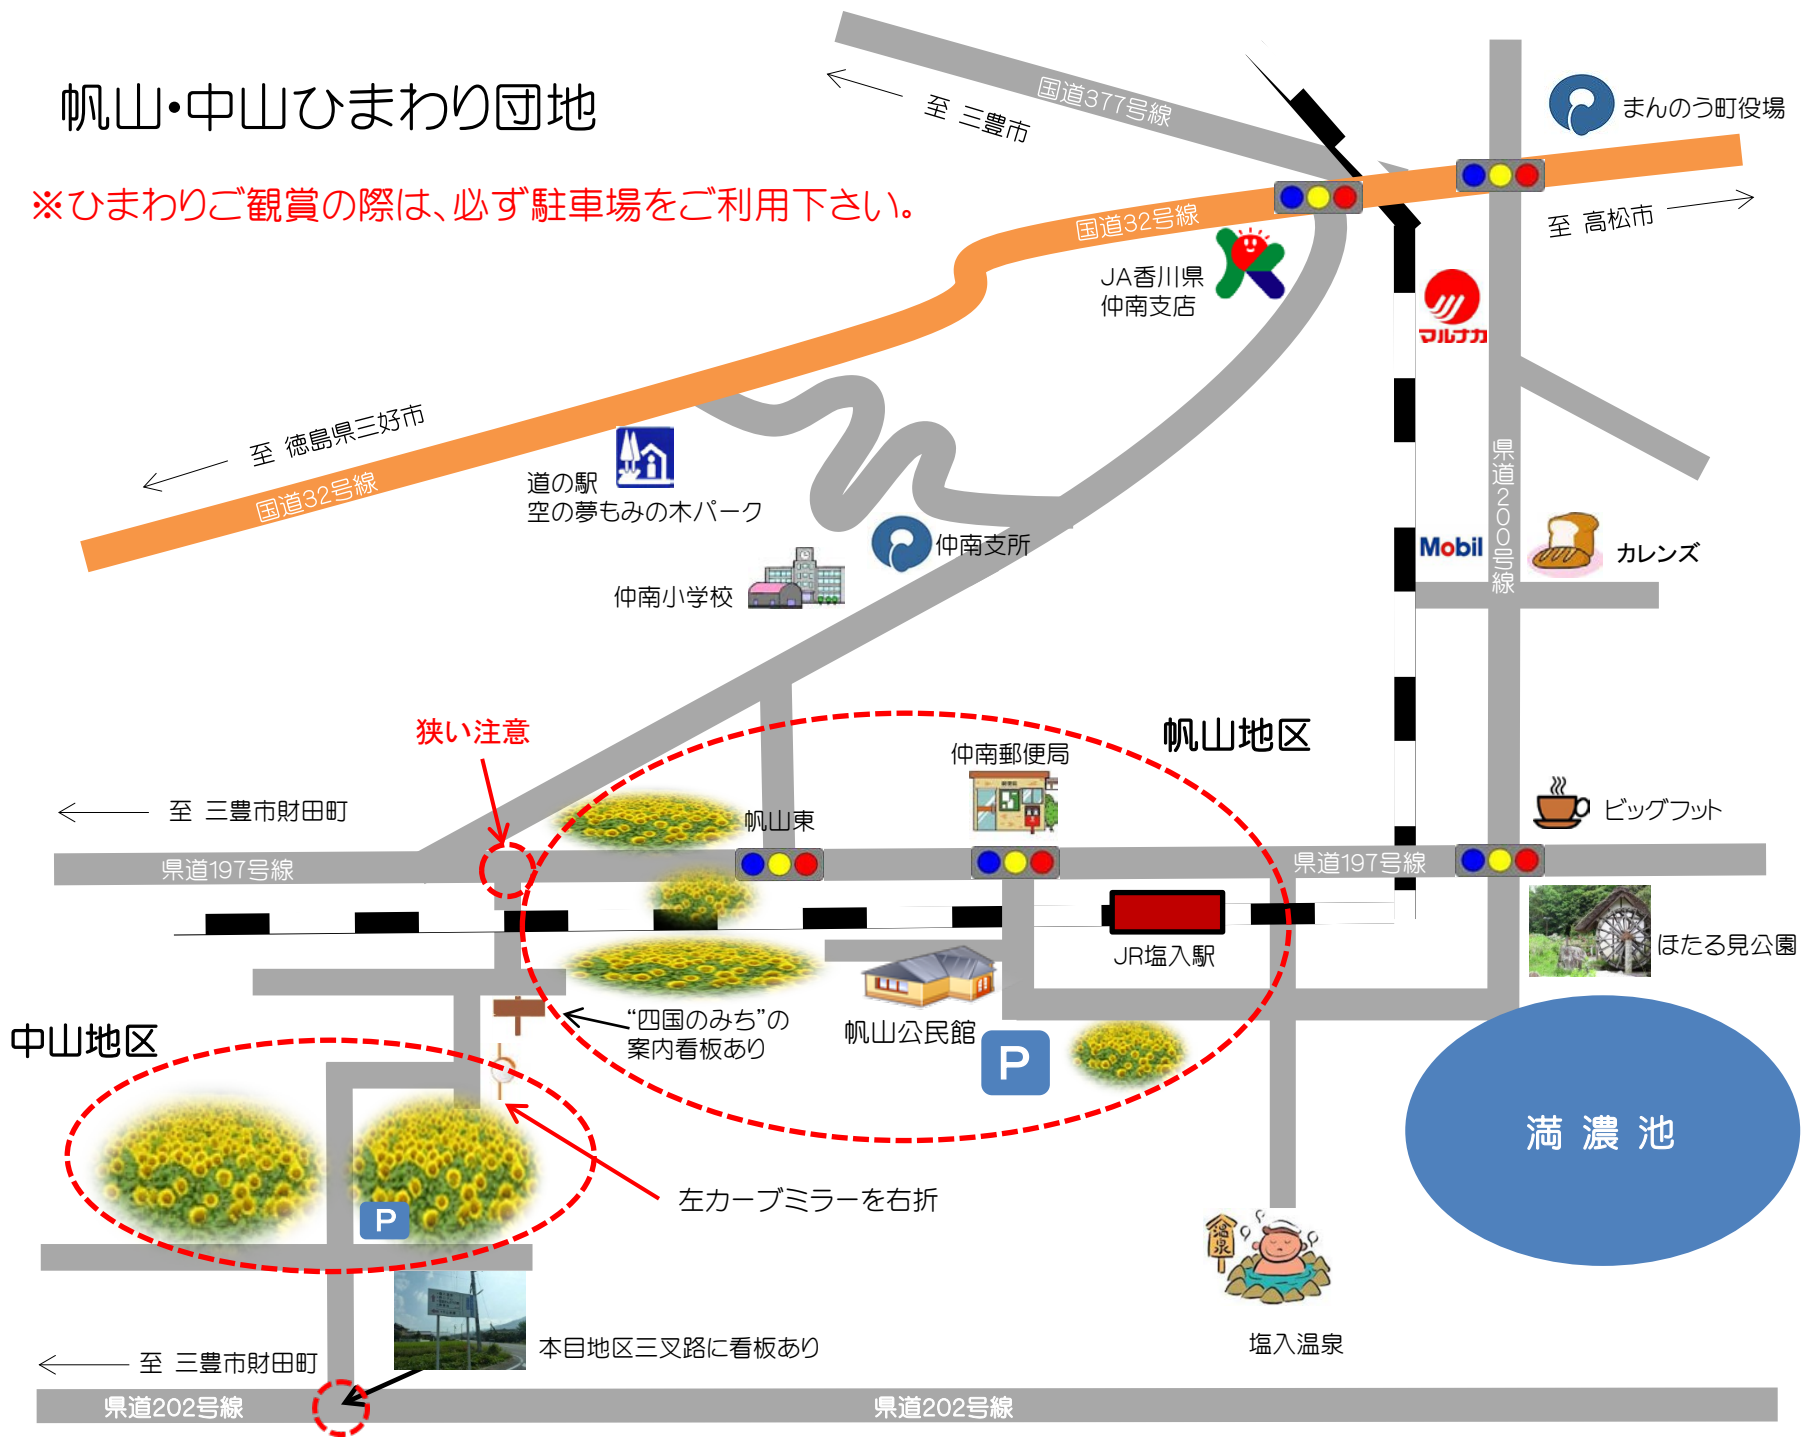 帆山・中山ひまわり団地
※ひまわりご観賞の際は、必ず駐車場をご利用下さい。
国道377号線
至 三豊市
まんのう町役場
国道32号線
至 高松市
JA香川県
仲南支店
マルナカ
至 徳島県三好市
国道32号線
道の駅
空の夢もみの木パーク
県道200号線
仲南支所
Mobil
カレンズ
仲南小学校
狭い注意
帆山地区
仲南郵便局
至 三豊市財田町
帆山東
ビッグフット
県道197号線
県道197号線
JR塩入駅
ほたる見公園
中山地区
“四国のみち”の
案内看板あり
帆山公民館
P
満濃池
左カーブミラーを右折
P
温泉
塩入温泉
本目地区三叉路に看板あり
至 三豊市財田町
県道202号線
県道202号線